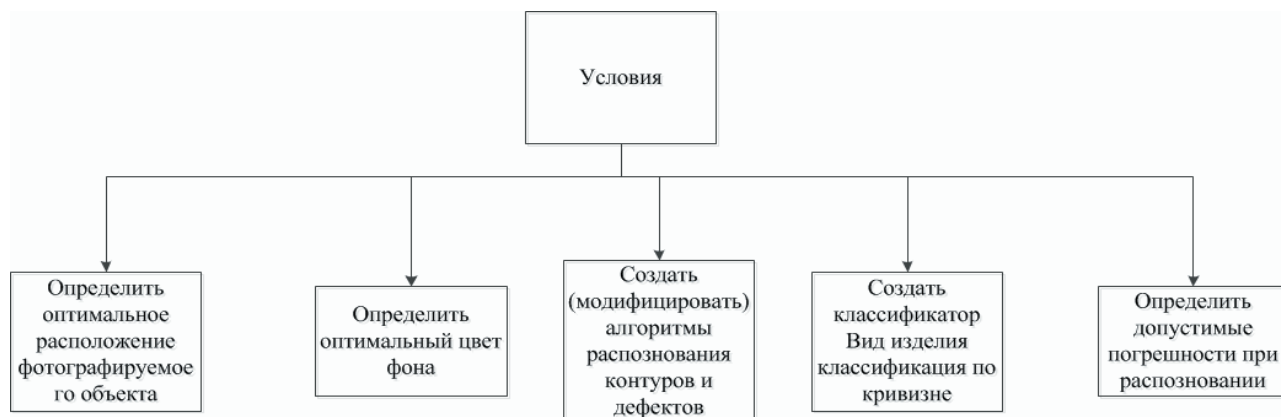 Условия
Определить
оптимальное
расположение
фотографируемое
го объекта
Определить
оптимальный цвет
фона
Создать
(модифицировать)
алгоритмы
распознования
контуров и
дефектов
Создать
классификатор
Вид изделия
классификация по
кривизне
Определить
допустимые
погрешности при
распозновании